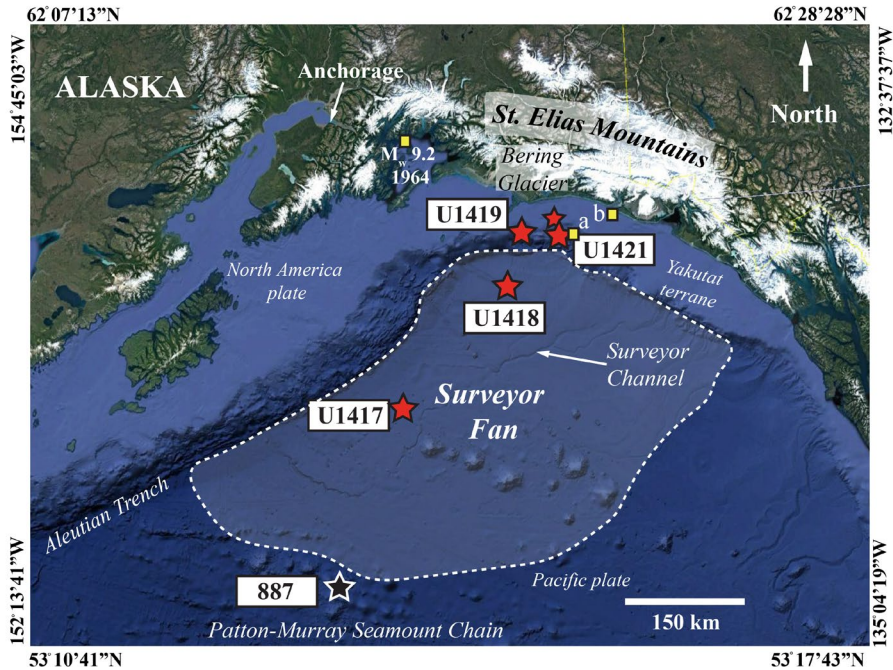 62°07'13”N
62°28'28”N
154°45'03”W
132°37'37”W
ALASKA
Anchorage
North
St. Elias Mountains
Bering
Glacier
Mw 9.2
1964
U1419
b
a
U1421
North America
plate
Yakutat
terrane
U1418
Surveyor
Channel
U1417
Surveyor
Fan
Aleutian Trench
887
Pacific plate
150 km
Patton-Murray Seamount Chain
152°13'41”W
135°04'19”W
53°10'41”N
53°17'43”N